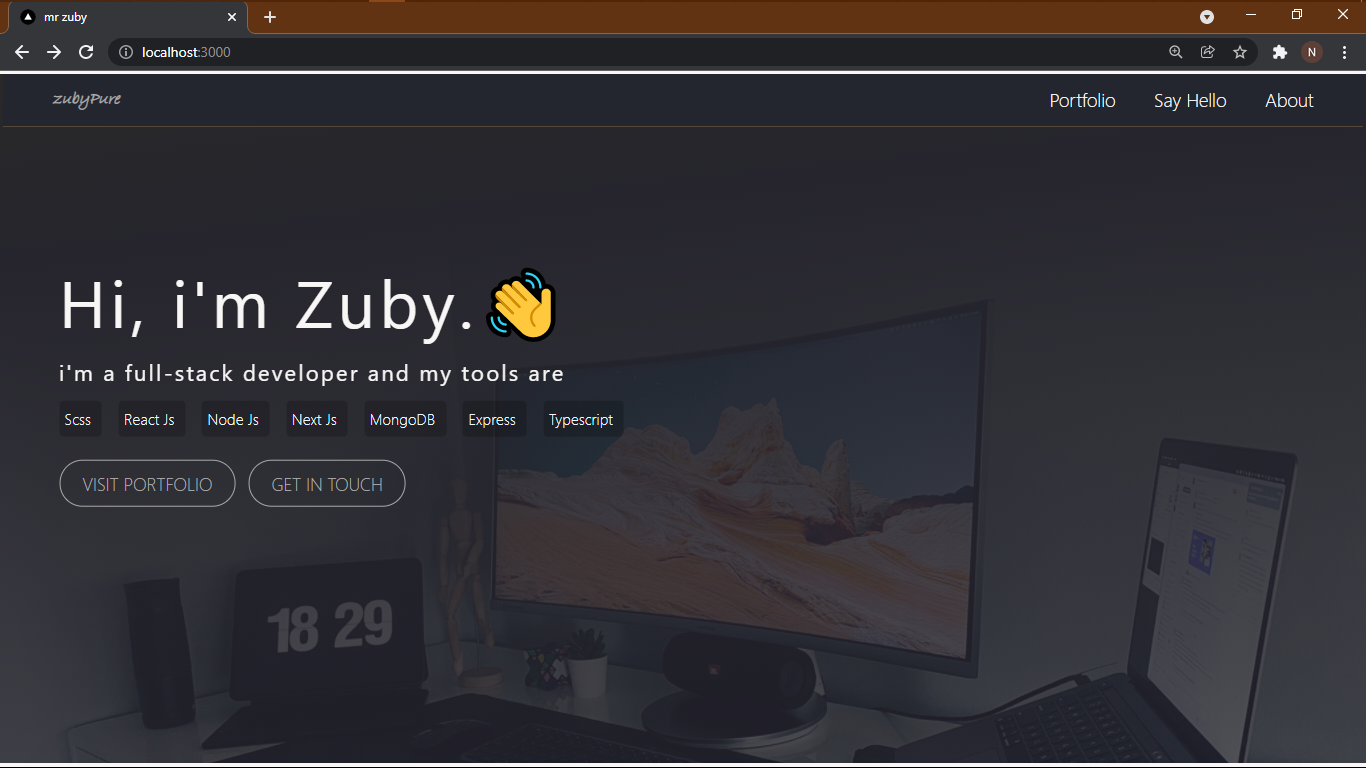 mr zuby
localhost:3000
N
zubyPure
Portfolio
Say Hello
About
Hi, i'm Zuby.
i'm a full-stack developer and my tools are
Scss
React Js
Node Js
Next Js
MongoDB
Express
Typescript
VISIT PORTFOLIO
GET IN TOUCH
18 29